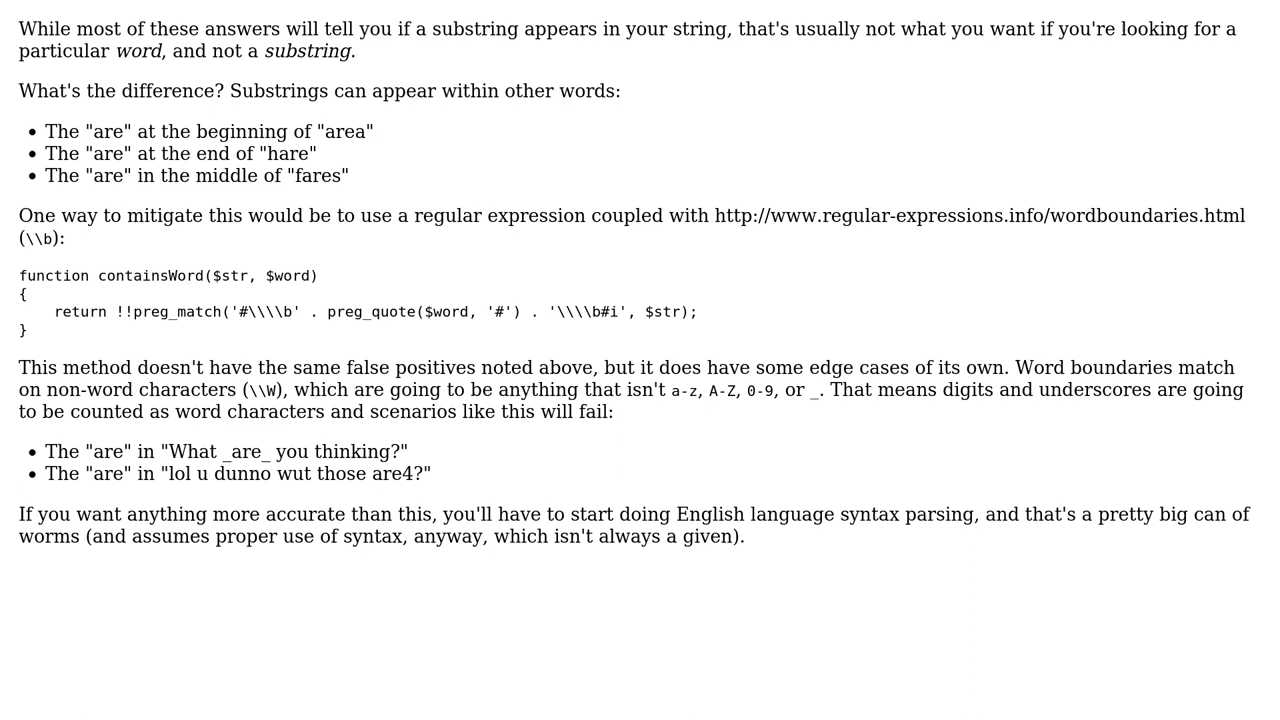 While most of these answers will tell you if a substring appears in your string, that's usually not what you want if you're looking for a
particular word, and not a substring.
What's the difference? Substrings can appear within other words:
• The "are" at the beginning of "area"
• The "are" at the end of "hare"
• The "are" in the middle of "fares"
One way to mitigate this would be to use a regular expression coupled with http://www.regular-expressions.info/wordboundaries.html
(\\b):
function containsWord($str, $word)
{
    return !!preg_match('#\\\\b' . preg_quote($word, '#') . '\\\\b#i', $str);
}
This method doesn't have the same false positives noted above, but it does have some edge cases of its own. Word boundaries match
on non-word characters (\\W), which are going to be anything that isn't a-z, A-Z, 0-9, or _. That means digits and underscores are going
to be counted as word characters and scenarios like this will fail:
• The "are" in "What _are_ you thinking?"
• The "are" in "lol u dunno wut those are4?"
If you want anything more accurate than this, you'll have to start doing English language syntax parsing, and that's a pretty big can of
worms (and assumes proper use of syntax, anyway, which isn't always a given).